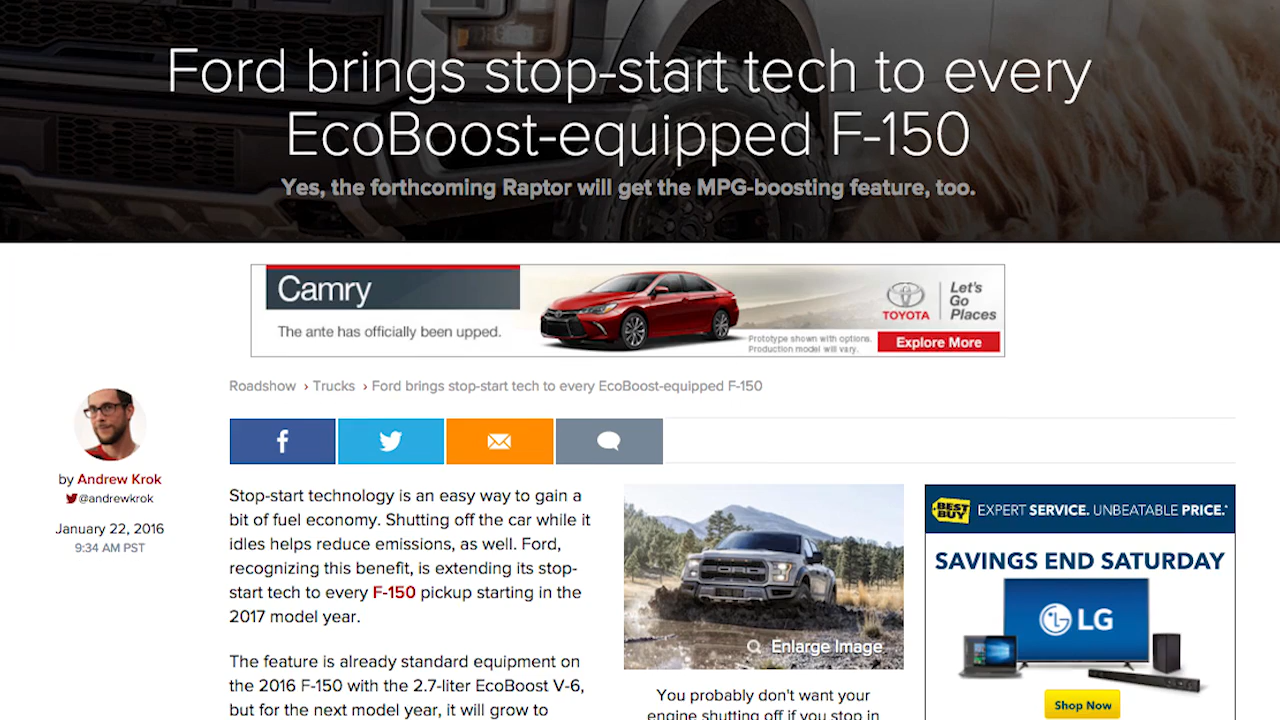 Ford brings stop-start tech to every
EcoBoost-equipped F-150
Yes, the forthcoming Raptor will get the MPG-boosting feature, too.
Camry
The ante has officially been upped.
Prototype shown with options.
Production model will vary.
TOYOTA
Let's
Go
Places
Explore More
Roadshow › Trucks › Ford brings stop-start tech to every EcoBoost-equipped F-150
by Andrew Krok
@andrewkrok
January 22, 2016
9:34 AM PST
Stop-start technology is an easy way to gain a
bit of fuel economy. Shutting off the car while it
idles helps reduce emissions, as well. Ford,
recognizing this benefit, is extending its stop-
start tech to every F-150 pickup starting in the
2017 model year.
The feature is already standard equipment on
the 2016 F-150 with the 2.7-liter EcoBoost V-6,
but for the next model year, it will grow to
FORD
Enlarge Image
You probably don't want your
engine shutting off if you stop in
BEST BUY
EXPERT SERVICE. UNBEATABLE PRICE.*
SAVINGS END SATURDAY
LG
Shop Now